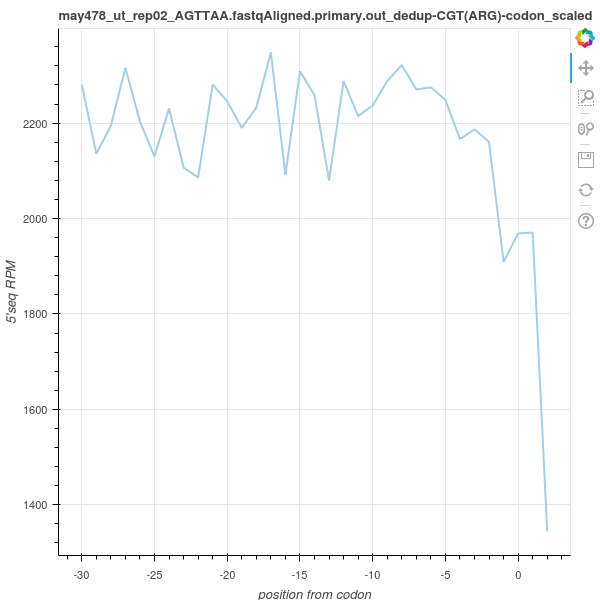 may478_ut_rep02_AGTTAA.fastqAligned.primary.out_dedup-CGT(ARG)-codon_scaled
2200
2000
1800
1600
1400
5'seq RPM
-30 -25 -20 -15 -10 -5 0
position from codon